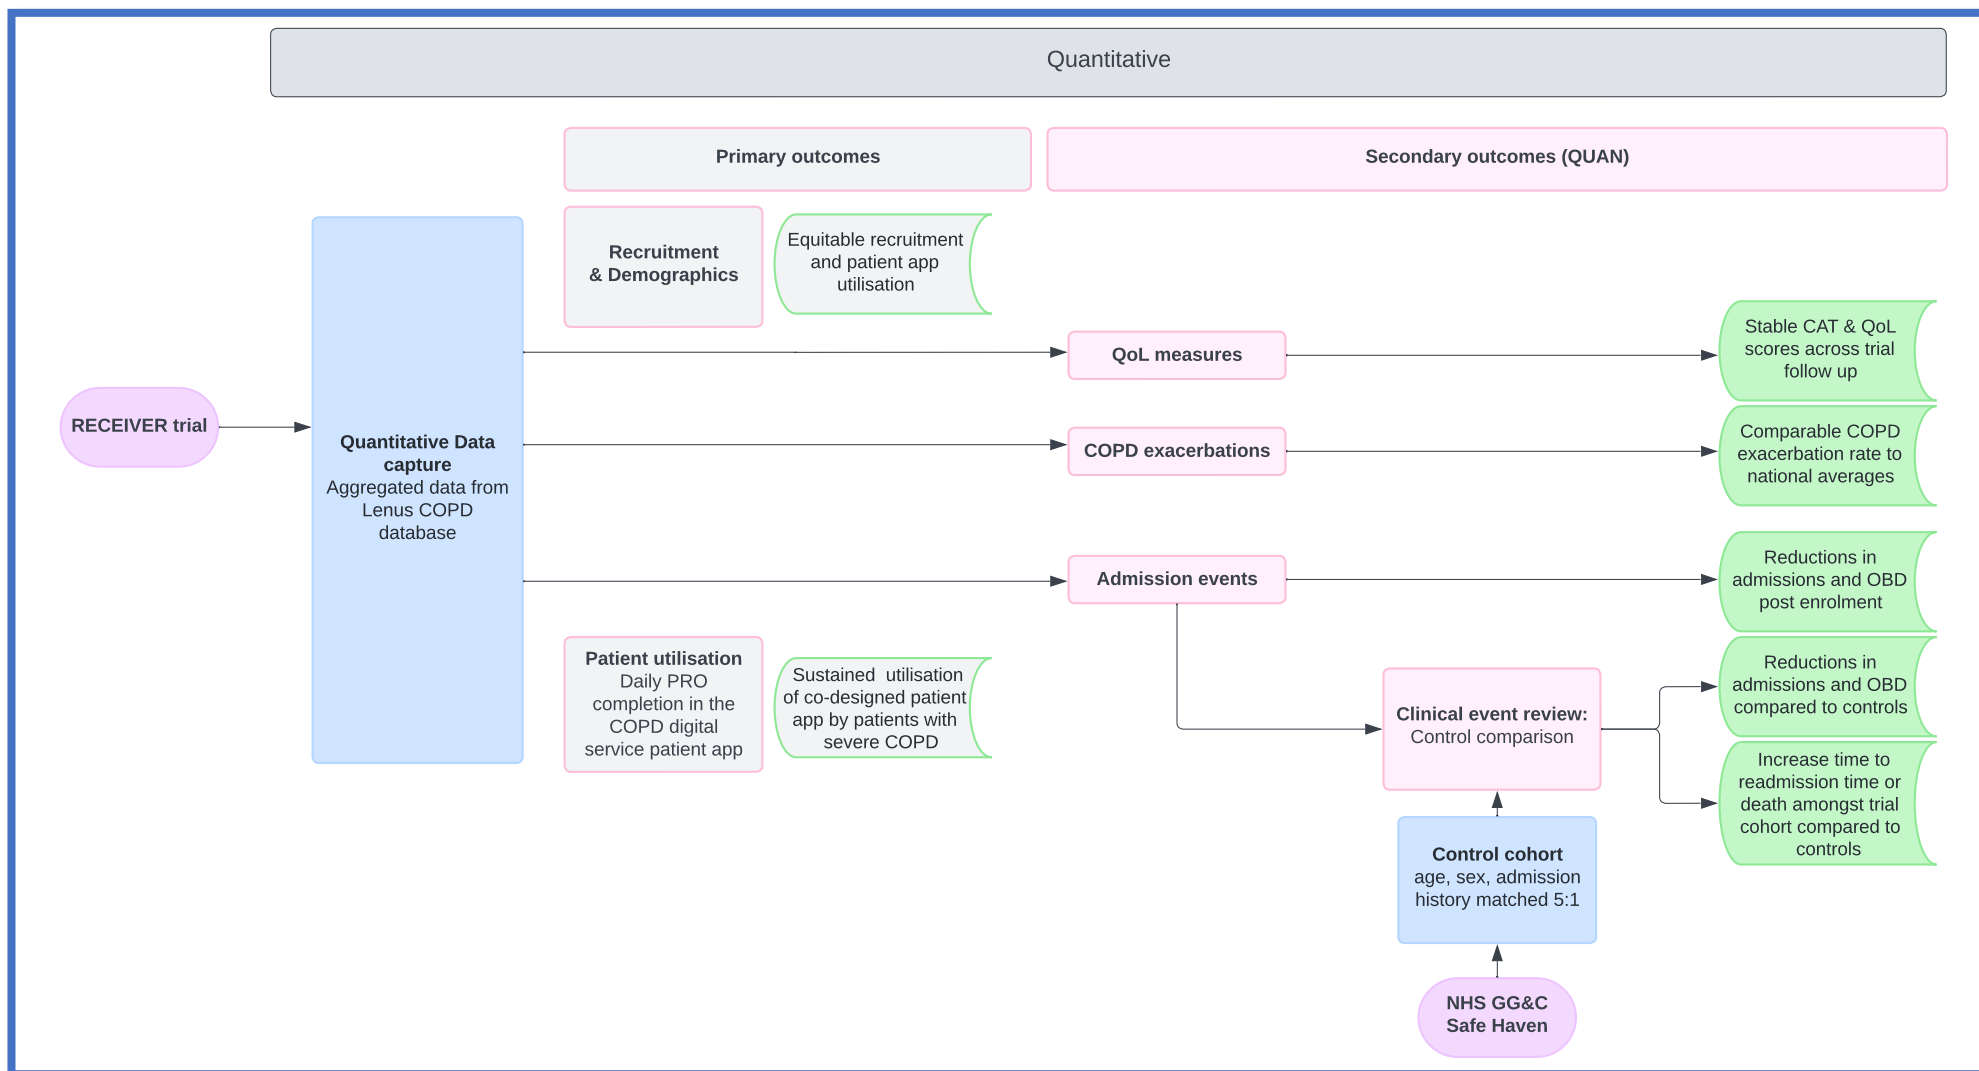 Quantitative
Primary outcomes
Secondary outcomes (QUAN)
Recruitment
& Demographics
Equitable recruitment
and patient app
utilisation
RECEIVER trial
Quantitative Data
capture
Aggregated data from
Lenus COPD
database
QoL measures
Stable CAT & QoL
scores across trial
follow up
COPD exacerbations
Comparable COPD
exacerbation rate to
national averages
Admission events
Reductions in
admissions and OBD
post enrolment
Patient utilisation
Daily PRO
completion in the
COPD digital
service patient app
Sustained  utilisation
of co-designed patient
app by patients with
severe COPD
Clinical event review:
Control comparison
Reductions in
admissions and OBD
compared to controls
Increase time to
readmission time or
death amongst trial
cohort compared to
controls
Control cohort
age, sex, admission
history matched 5:1
NHS GG&C
Safe Haven